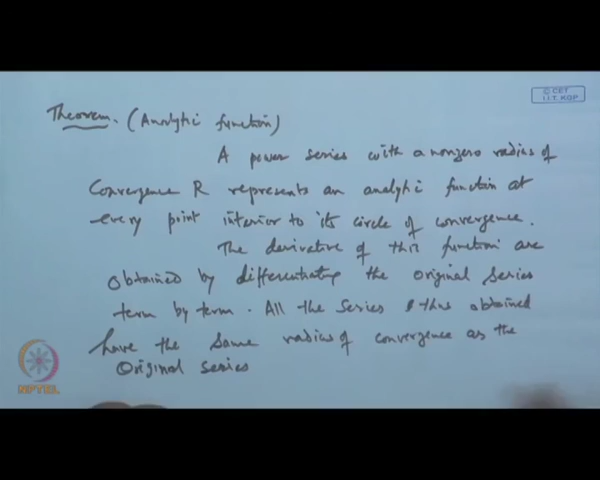 © CET
I.I.T. KGP
Theorem. (Analytic function)
A power series with a nonzero radius of
Convergence R represents an analytic function at
every point interior to its circle of convergence.
The derivative of this function are
obtained by differentiating the original series
term by term. All the series thus obtained
have the same radius of convergence as the
Original series
NPTEL